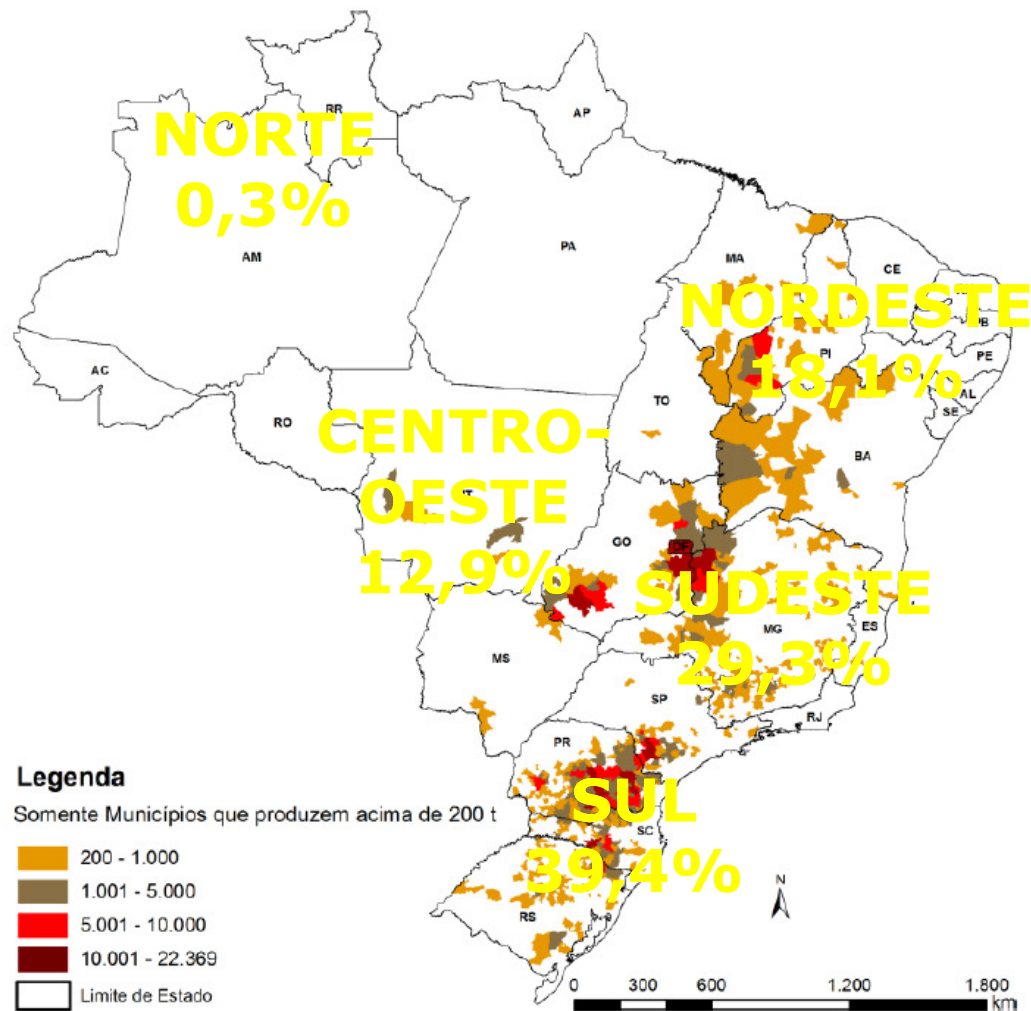 RR
AP
NORTE
0,3%
AM
PA
MA
CE
NORDESTE
18,1%
PB
PI
PE
AL
SE
AC
TO
RO
BA
CENTRO-
OESTE
12,9%
GO
DF
SUDESTE
29,3%
MG
ES
MS
SP
RJ
PR
SUL
39,4%
SC
RS
Legenda
Somente Municípios que produzem acima de 200 t
200 - 1.000
1.001 - 5.000
5.001 - 10.000
10.001 - 22.369
Limite de Estado
N
0 300 600 1.200 1.800
km